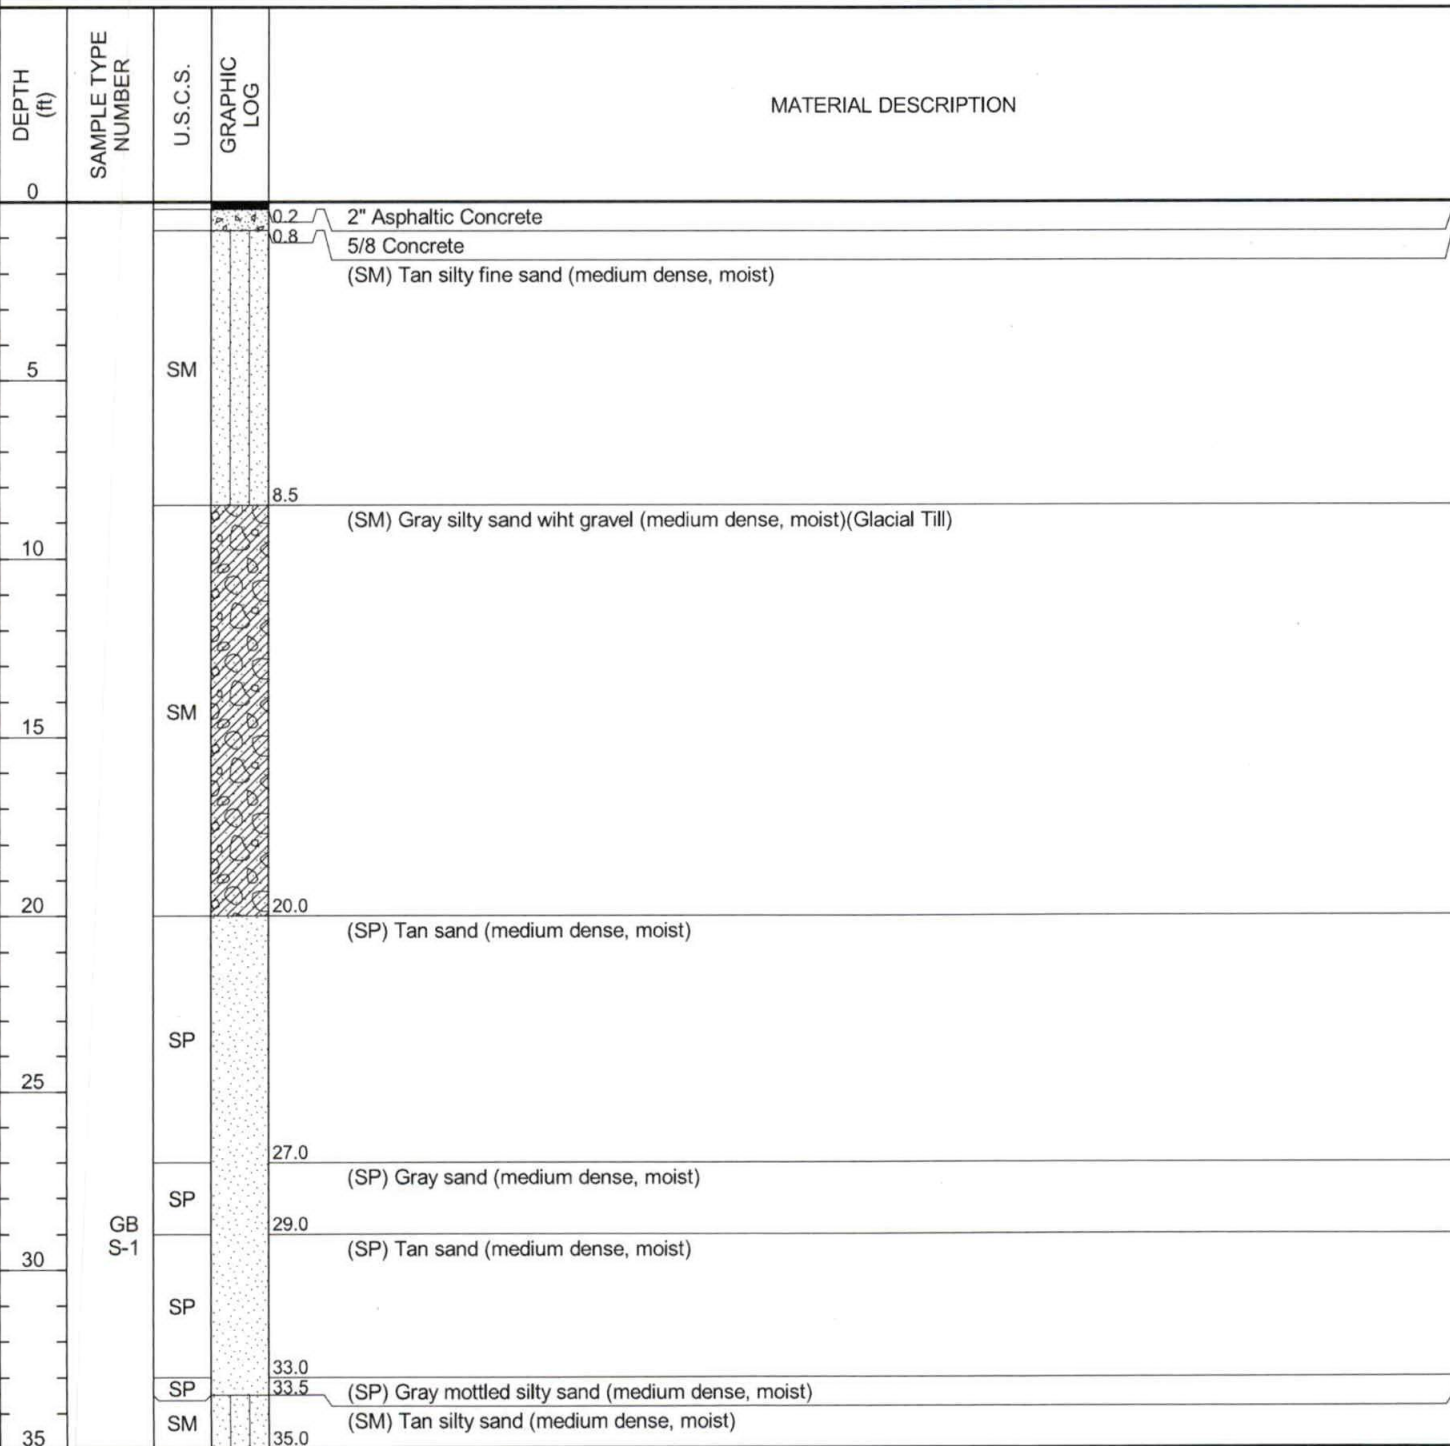 DEPTH
(ft)
SAMPLE TYPE
NUMBER
U.S.C.S.
GRAPHIC
LOG
MATERIAL DESCRIPTION
0
0.2 2" Asphaltic Concrete
0.8 5/8 Concrete
(SM) Tan silty fine sand (medium dense, moist)
5 SM
8.5
(SM) Gray silty sand wiht gravel (medium dense, moist)(Glacial Till)
10
SM
15
20 20.0
(SP) Tan sand (medium dense, moist)
SP
25
27.0
(SP) Gray sand (medium dense, moist)
SP
GB 29.0
S-1 (SP) Tan sand (medium dense, moist)
30
SP
33.0
SP 33.5 (SP) Gray mottled silty sand (medium dense, moist)
SM (SM) Tan silty sand (medium dense, moist)
35 35.0